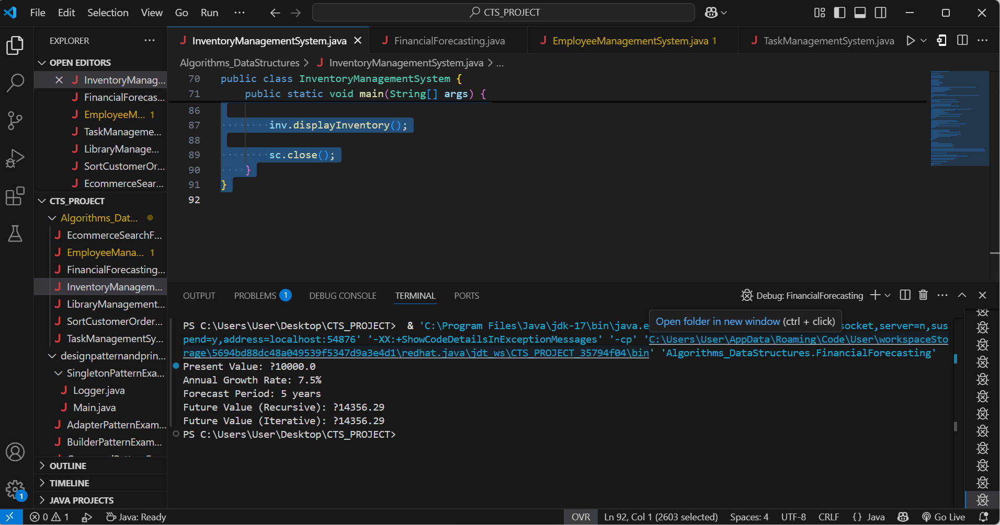 File Edit Selection View Go Run ··· CTS_PROJECT
EXPLORER ···
OPEN EDITORS
InventoryManag...
FinancialForecas...
EmployeeM... 1
TaskManageme...
LibraryManage...
SortCustomerOr...
EcommerceSear...
CTS_PROJECT
Algorithms_Dat...
EcommerceSearchF...
EmployeeMana... 1
FinancialForecasting...
InventoryManagem...
LibraryManagement...
SortCustomerOrder...
TaskManagementSy...
designpatternandprin...
SingletonPatternExa...
Logger.java
Main.java
AdapterPatternExam...
BuilderPatternExam...
OUTLINE
TIMELINE
JAVA PROJECTS
1
InventoryManagementSystem.java FinancialForecasting.java EmployeeManagementSystem.java 1 TaskManagementSystem.java ···
Algorithms_DataStructures > InventoryManagementSystem.java > ...
70 public class InventoryManagementSystem {
71 public static void main(String[] args) {
86
87 inv.displayInventory();
88
89 sc.close();
90 }
91 }
92
OUTPUT PROBLEMS 1 DEBUG CONSOLE TERMINAL PORTS Debug: FinancialForecasting ···
Open folder in new window (ctrl + click)
PS C:\Users\User\Desktop\CTS_PROJECT> & 'C:\Program Files\Java\jdk-17\bin\java.e socket,server=n,sus
pend=y,address=localhost:54876' '-XX:+ShowCodeDetailsInExceptionMessages' '-cp' 'C:\Users\User\AppData\Roaming\Code\User\workspaceSto
rage\5694bd88dc48a049539f5347d9a3e4d1\redhat.java\jdt_ws\CTS_PROJECT_35794f04\bin' 'Algorithms_DataStructures.FinancialForecasting'
Present Value: ?10000.0
Annual Growth Rate: 7.5%
Forecast Period: 5 years
Future Value (Recursive): ?14356.29
Future Value (Iterative): ?14356.29
PS C:\Users\User\Desktop\CTS_PROJECT>
0 1 Java: Ready OVR Ln 92, Col 1 (2603 selected) Spaces: 4 UTF-8 CRLF {} Java Go Live